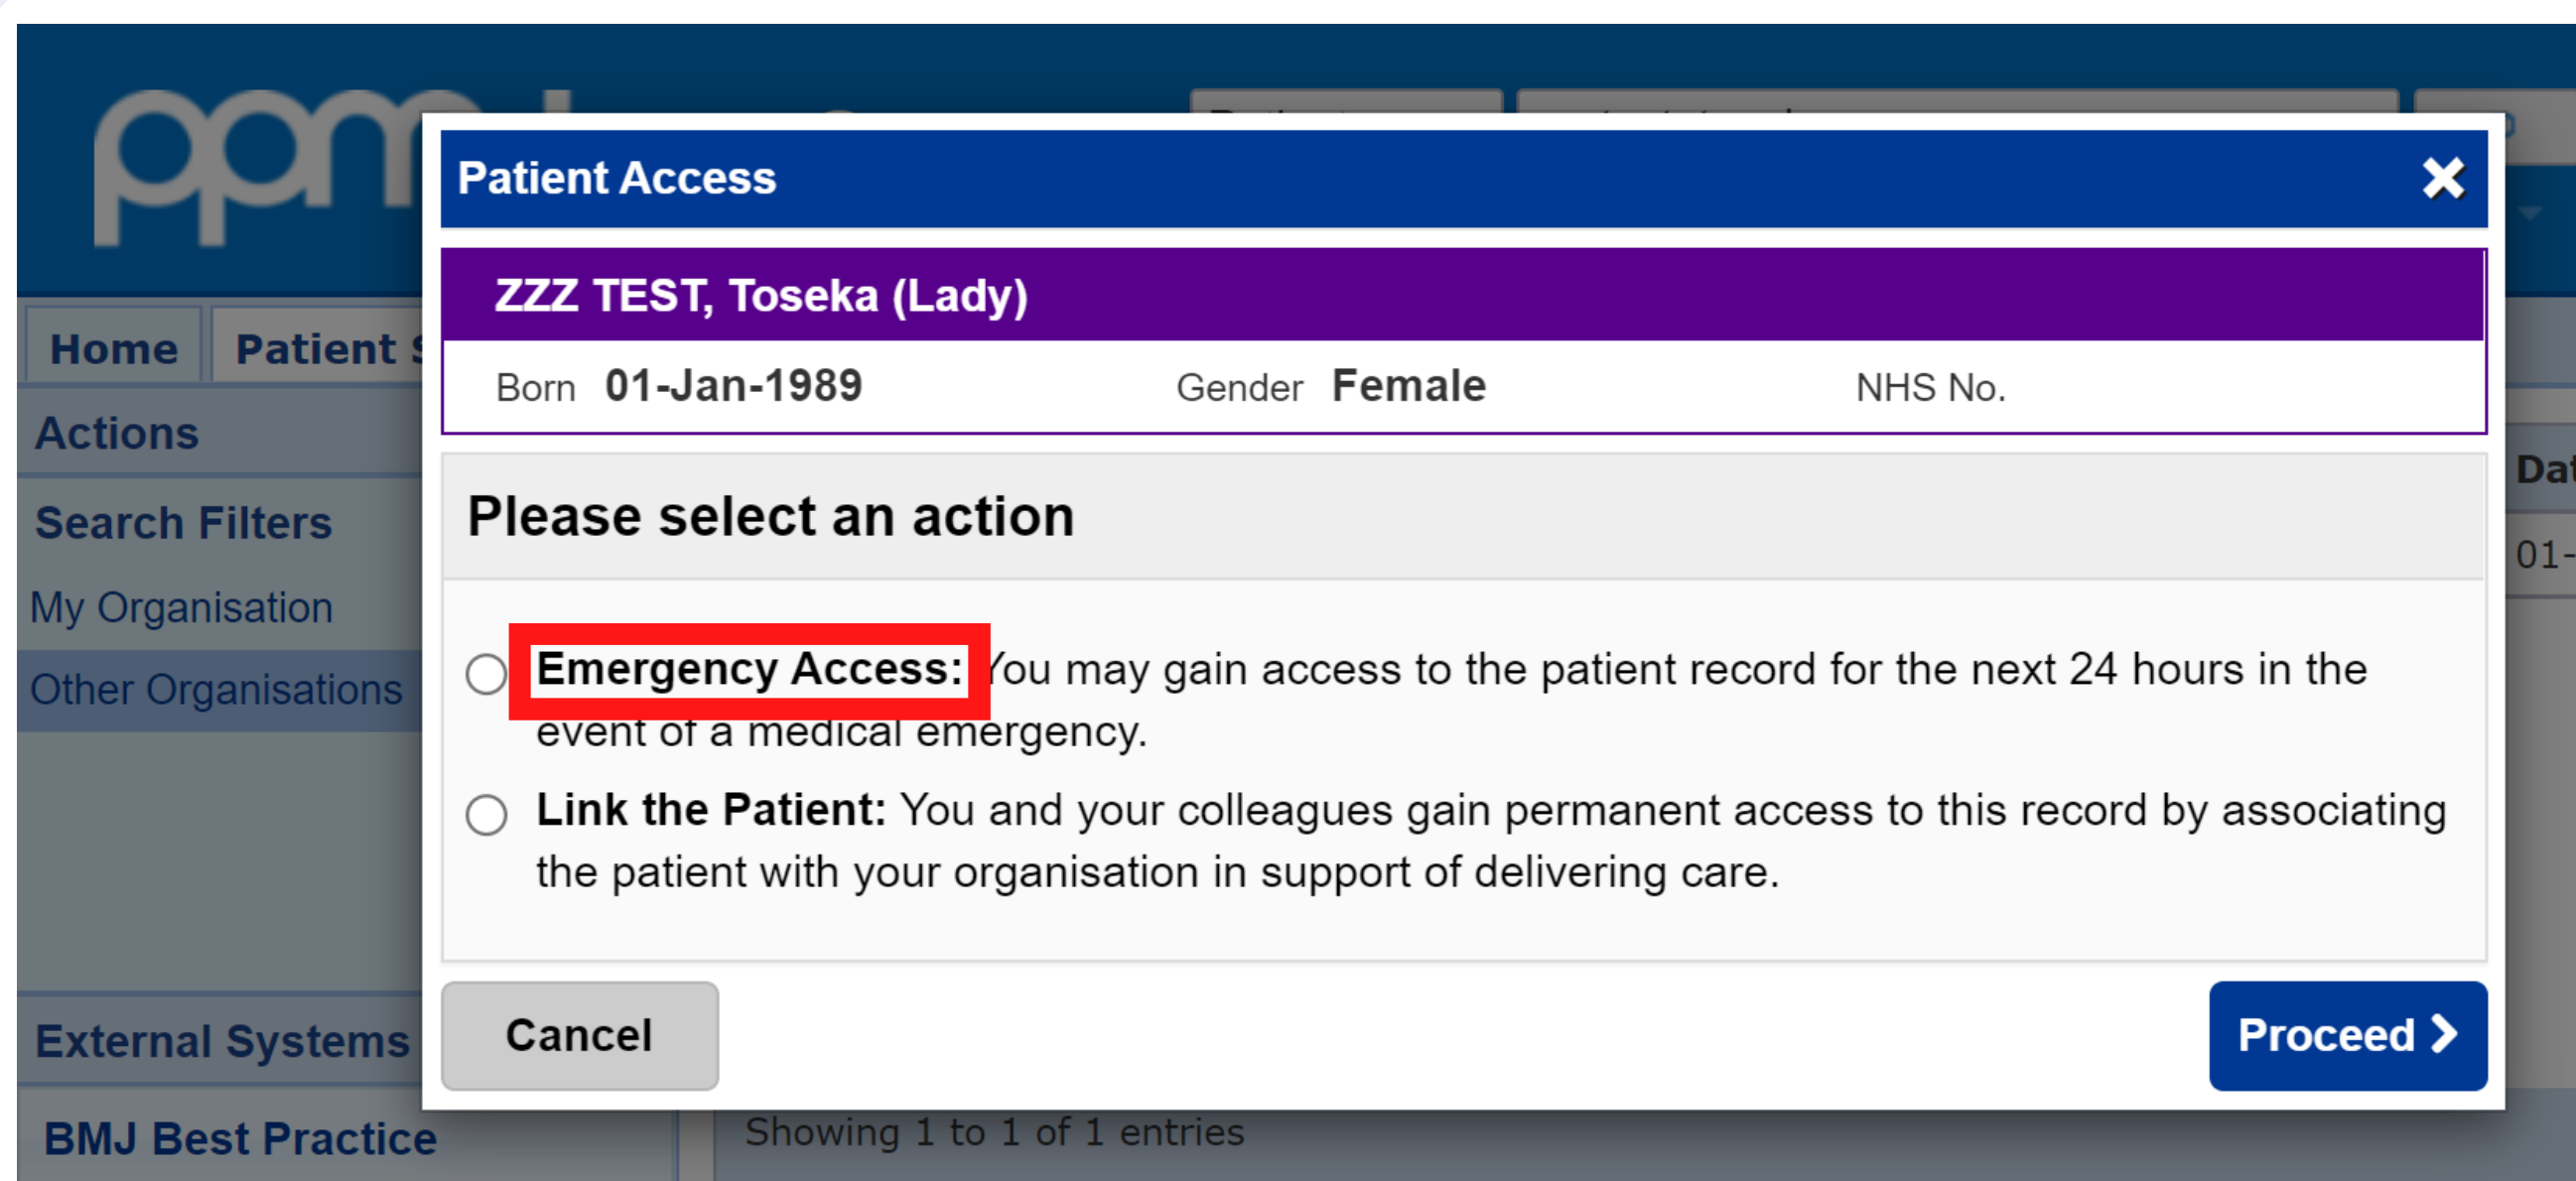 ppm
Patient Access
ZZZ TEST, Toseka (Lady)
Home Patient
Born 01-Jan-1989 Gender Female NHS No.
Actions
Search Filters
Please select an action
My Organisation
Other Organisations
Emergency Access: You may gain access to the patient record for the next 24 hours in the
event of a medical emergency.
Link the Patient: You and your colleagues gain permanent access to this record by associating
the patient with your organisation in support of delivering care.
External Systems
Cancel Proceed
BMJ Best Practice
Showing 1 to 1 of 1 entries